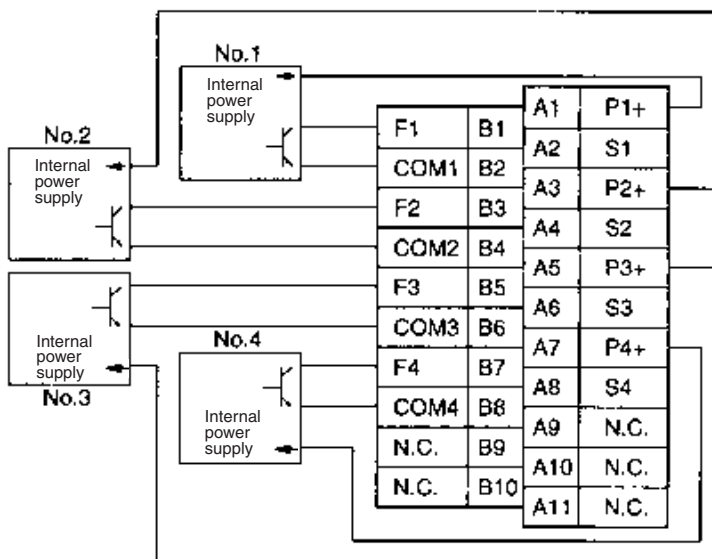 No.1
Internal
power
supply
No.2
Internal
power
supply
Internal
power
supply
No.3
No.4
Internal
power
supply
F1 B1
COM1 B2
F2 B3
COM2 B4
F3 B5
COM3 B6
F4 B7
COM4 B8
N.C. B9
N.C. B10
A1 P1+
A2 S1
A3 P2+
A4 S2
A5 P3+
A6 S3
A7 P4+
A8 S4
A9 N.C.
A10 N.C.
A11 N.C.